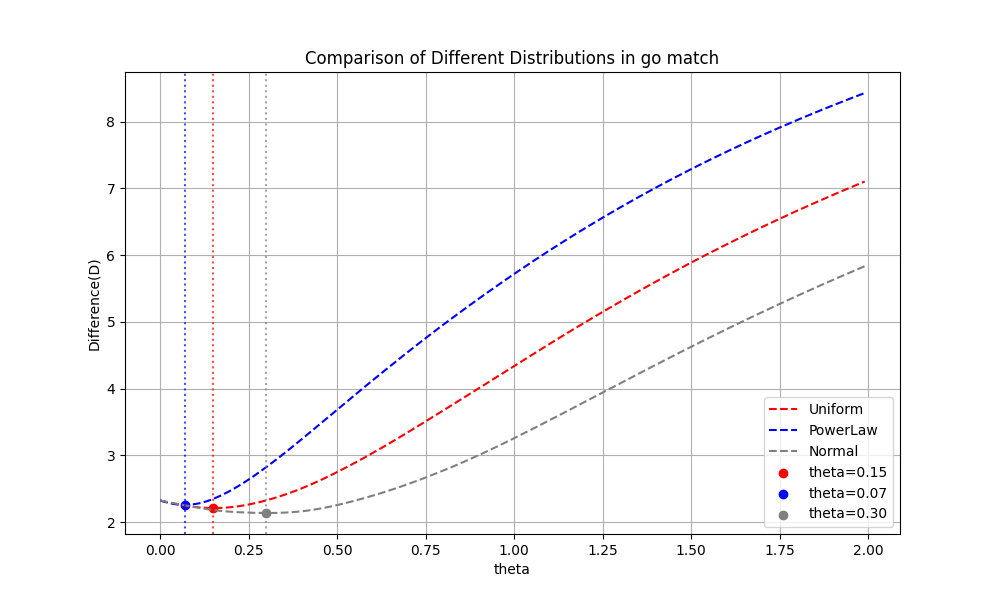 Comparison of Different Distributions in go match
Difference(D)
8
7
6
5
4
3
2
0.00 0.25 0.50 0.75 1.00 1.25 1.50 1.75 2.00
theta
Uniform
PowerLaw
Normal
theta=0.15
theta=0.07
theta=0.30